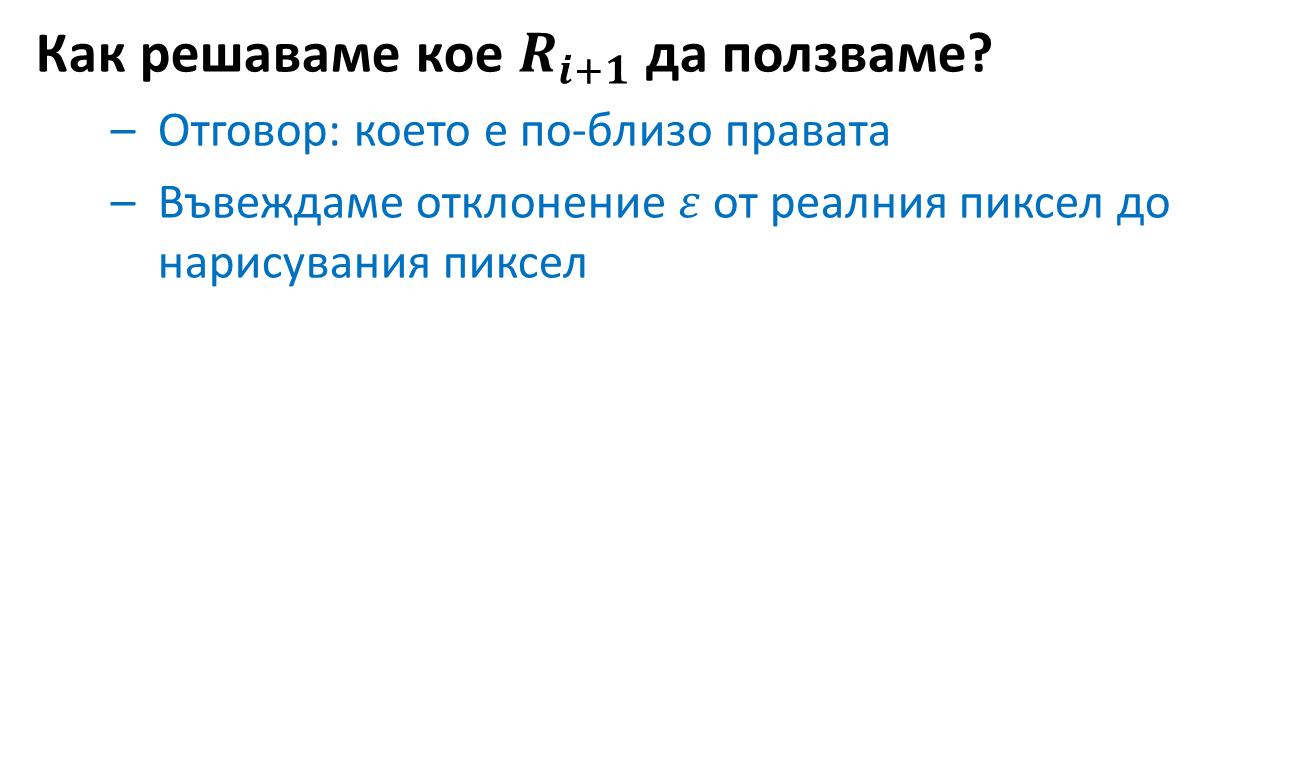 Как решаваме кое R_{i+1} да ползваме?
– Отговор: което е по-близо правата
– Въвеждаме отклонение ε от реалния пиксел до
нарисувания пиксел